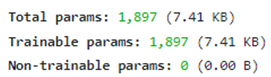 Total params: 1,897 (7.41 KB)
Trainable params: 1,897 (7.41 KB)
Non-trainable params: 0 (0.00 B)